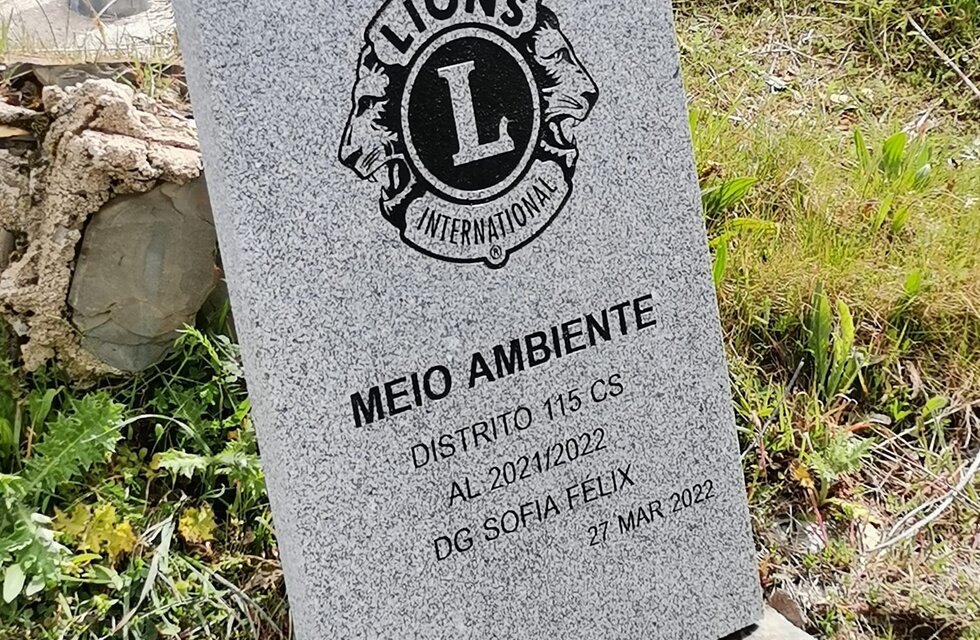 LIONS
L
INTERNATIONAL
®
MEIO AMBIENTE
DISTRITO 115 CS
AL 2021/2022
DG SOFIA FELIX
27 MAR 2022